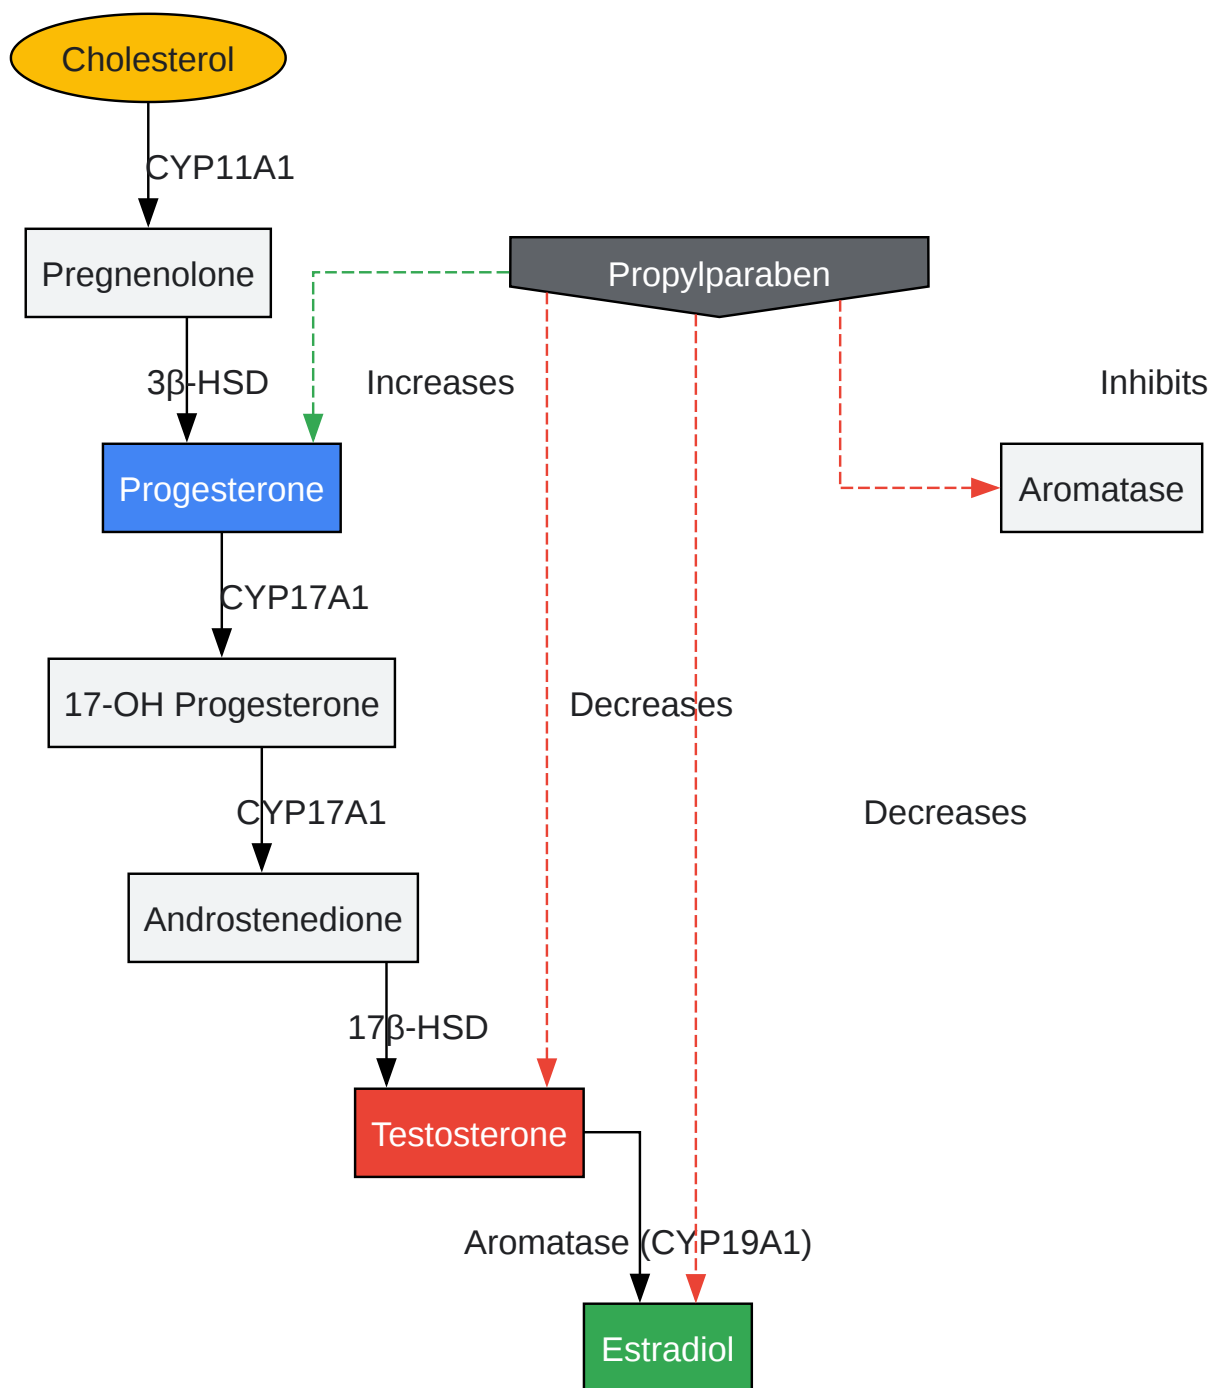 Cholesterol
CYP11A1
Pregnenolone
Propylparaben
3β-HSD
Increases
Inhibits
Progesterone
Aromatase
CYP17A1
17-OH Progesterone
Decreases
CYP17A1
Decreases
Androstenedione
17β-HSD
Testosterone
Aromatase (CYP19A1)
Estradiol